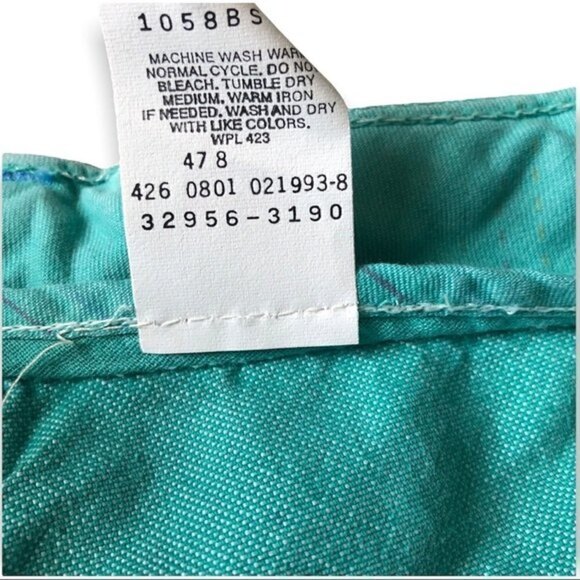 1058BS
MACHINE WASH WARM
NORMAL CYCLE. DO NO
BLEACH. TUMBLE DRY
MEDIUM. WARM IRON
IF NEEDED. WASH AND DRY
WITH LIKE COLORS.
WPL 423
47 8
426 0801 021993-8
32956-3190